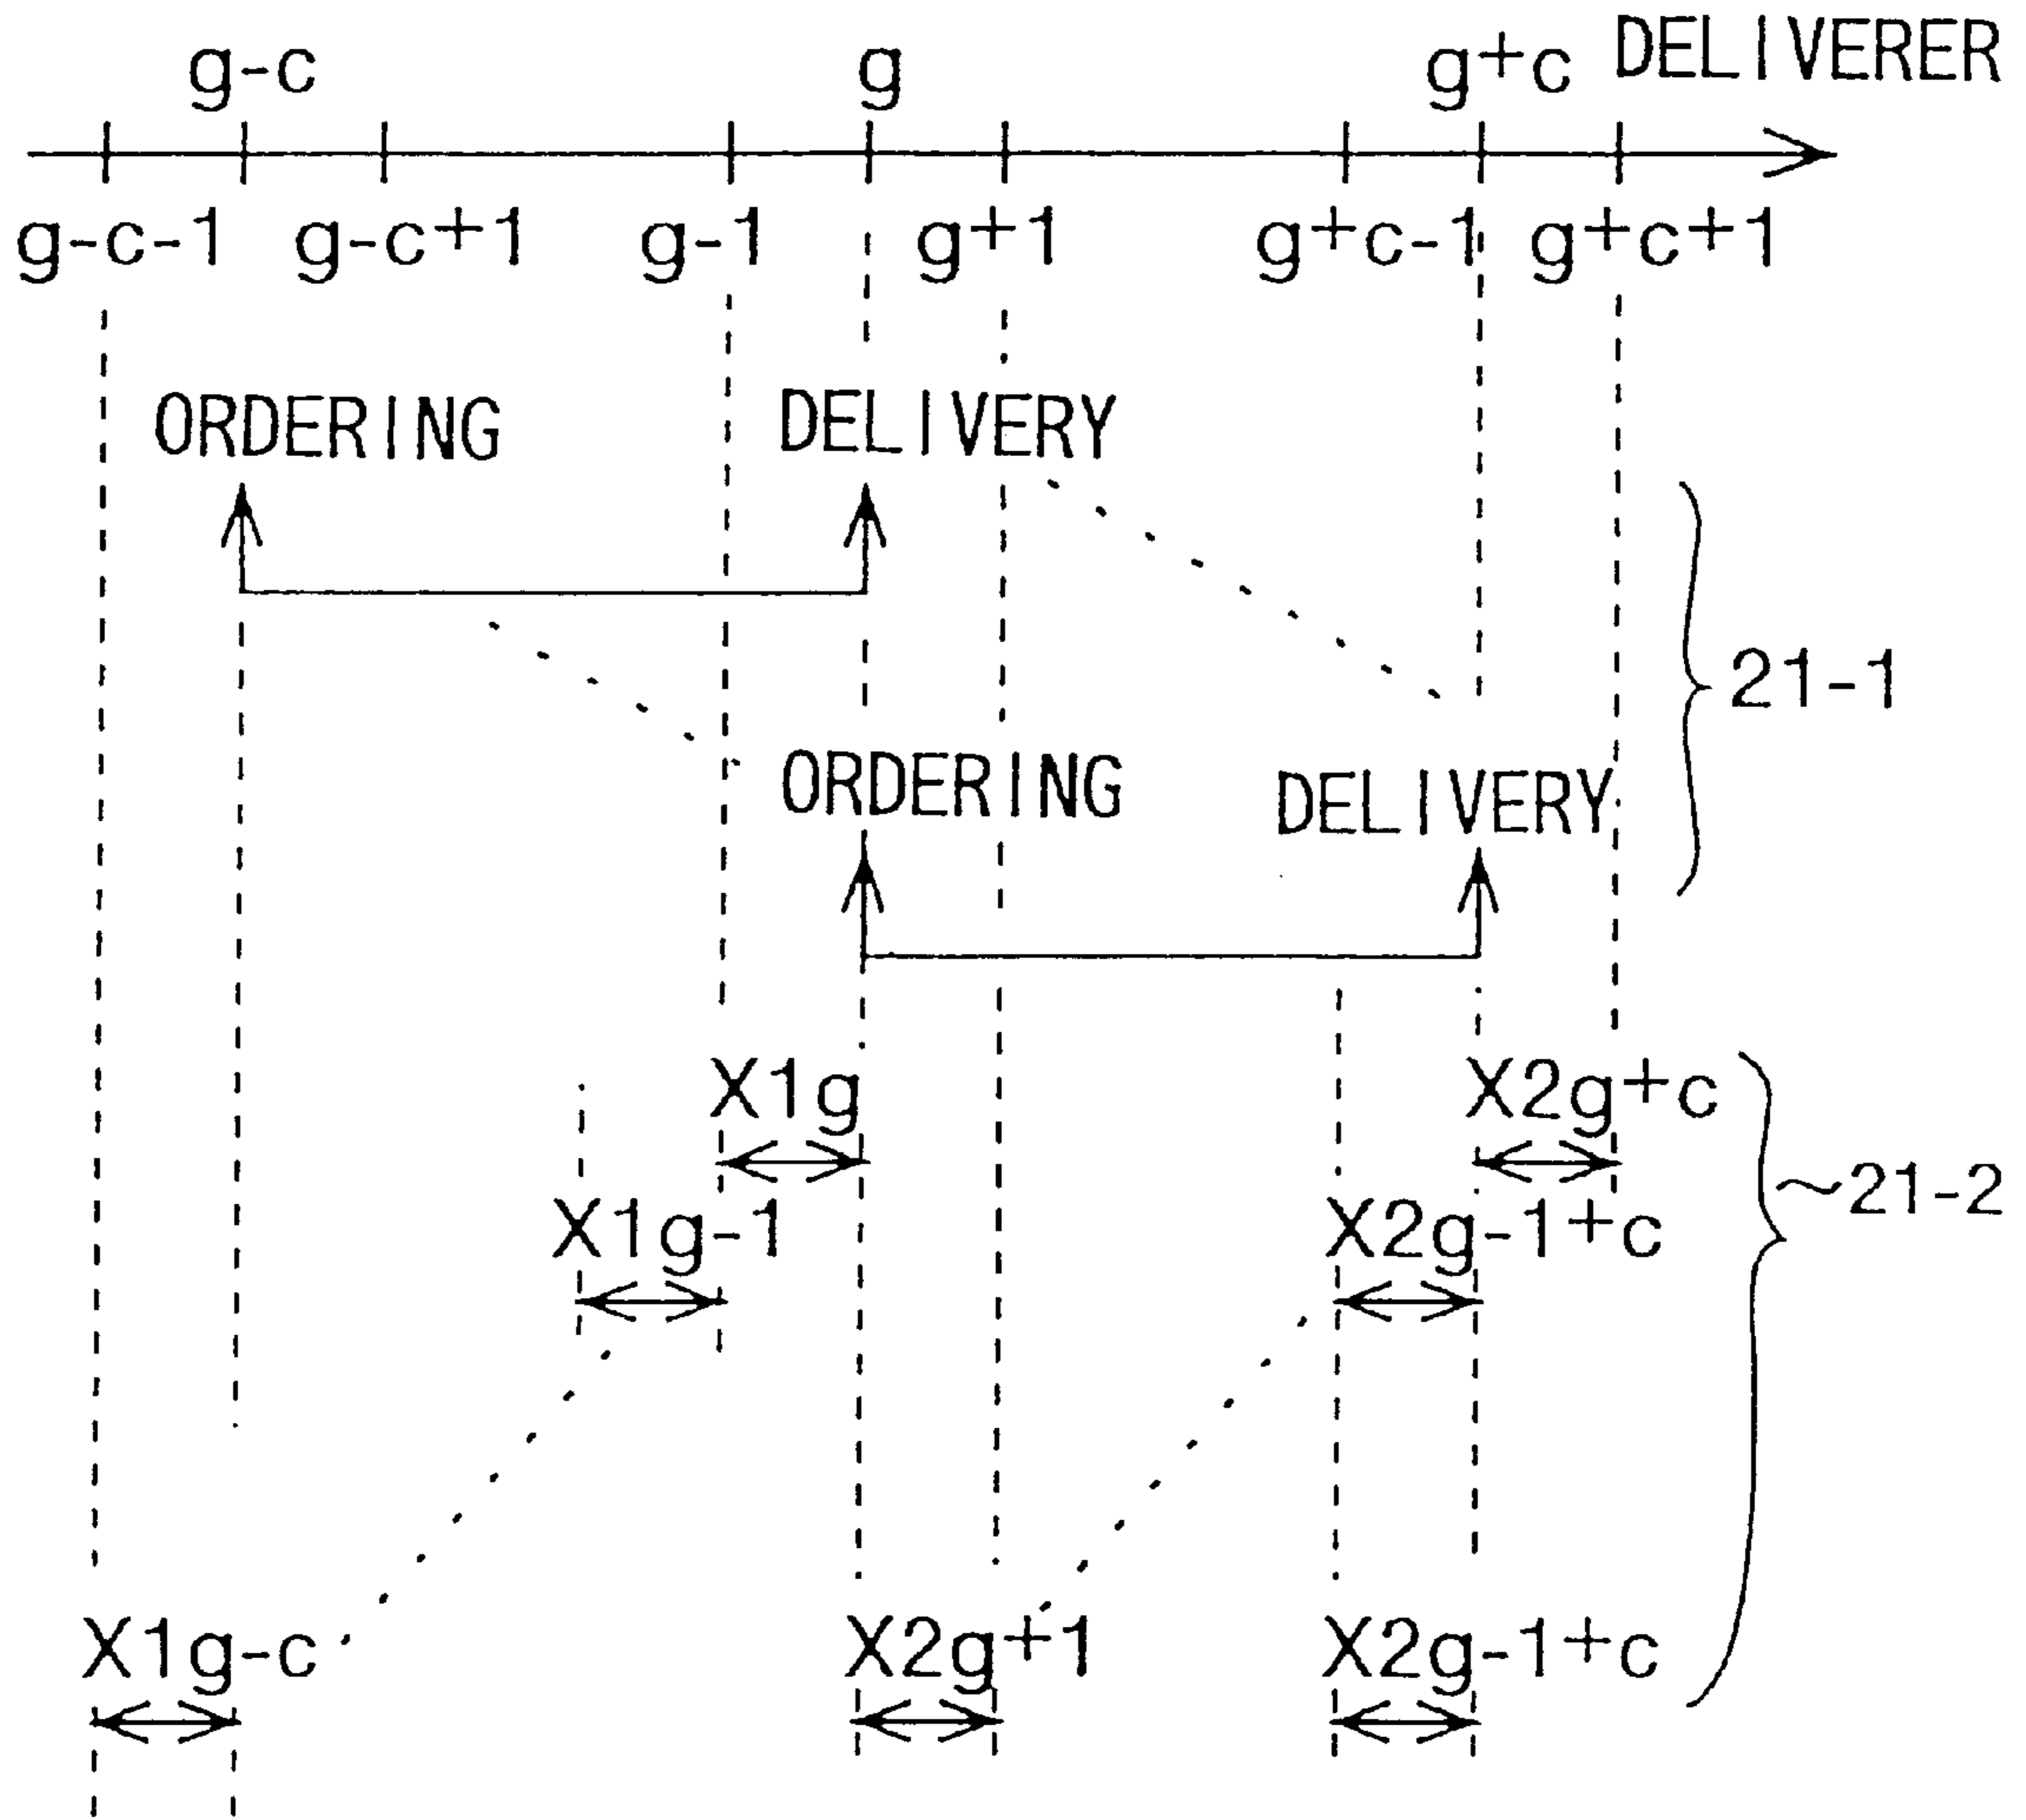 g-c g g+c DELIVERER
g-c-1 g-c+1 g-1 g+1 g+c-1 g+c+1
ORDERING DELIVERY
21-1
ORDERING DELIVERY
X1g X2g+c
21-2
X1g-1 X2g-1+c
X1g-c X2g+1 X2g-1+c